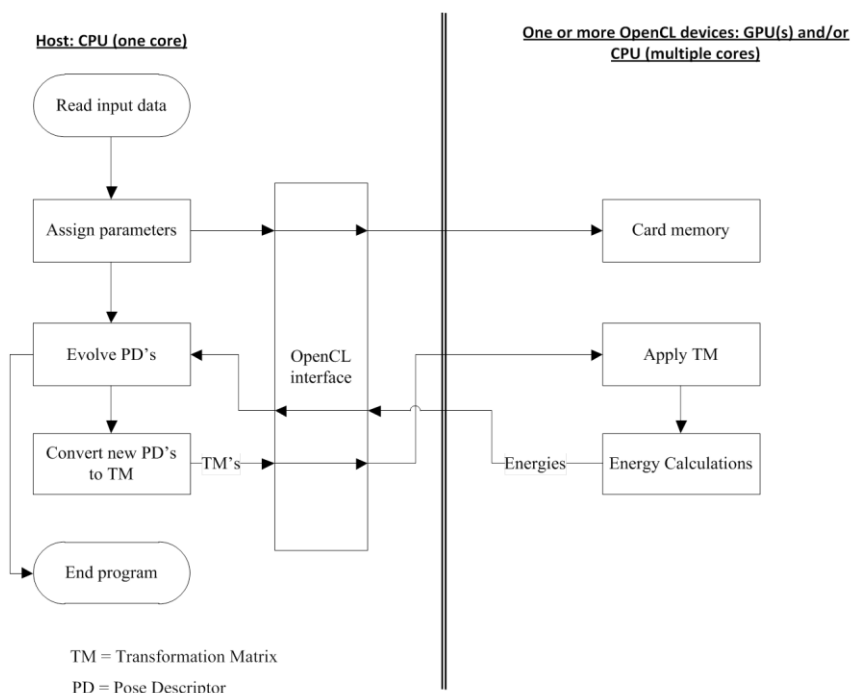 Host: CPU (one core)
One or more OpenCL devices: GPU(s) and/or
CPU (multiple cores)
Read input data
Assign parameters
Card memory
Evolve PD's
OpenCL
interface
Apply TM
Convert new PD's
to TM
TM's
Energies
Energy Calculations
End program
TM = Transformation Matrix
PD = Pose Descriptor